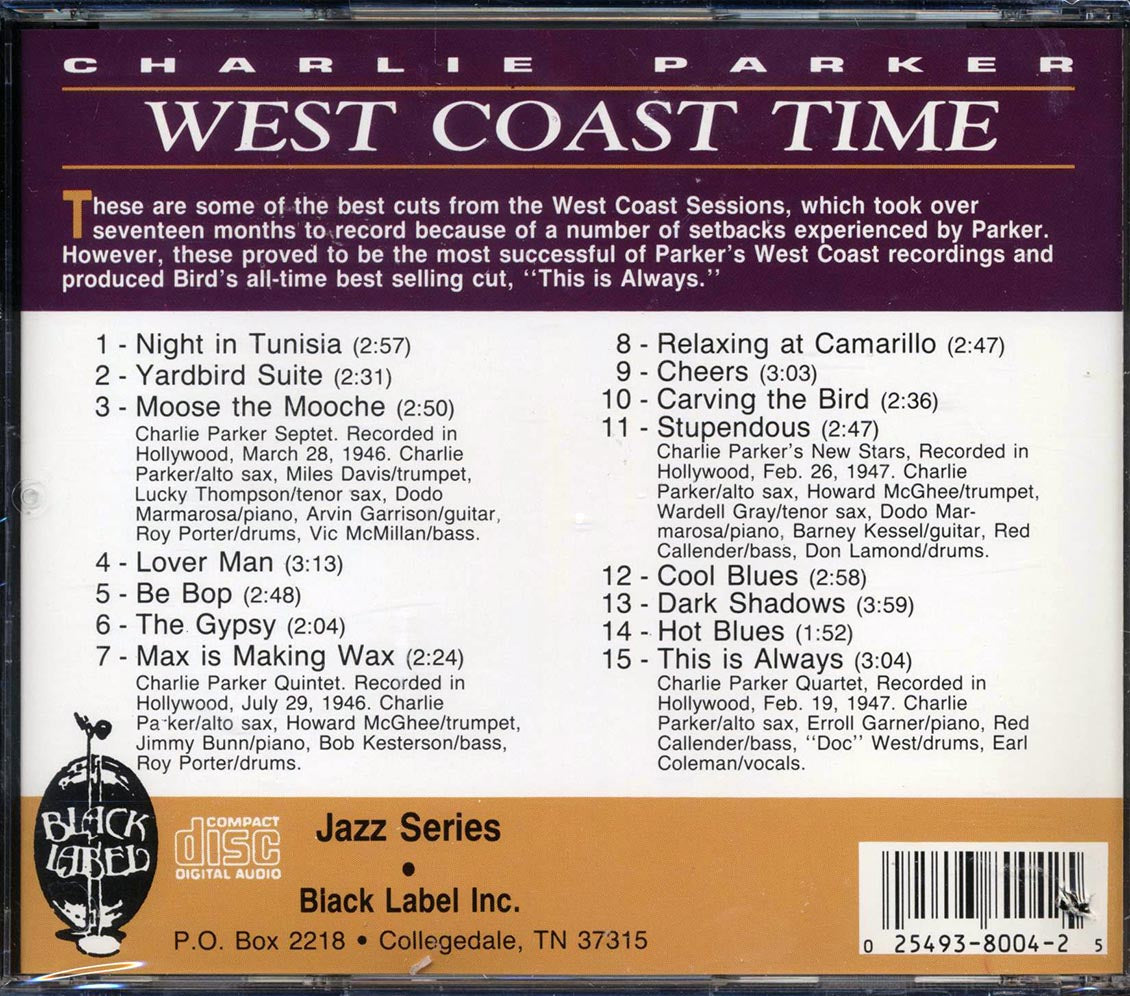 CHARLIE PARKER
WEST COAST TIME
These are some of the best cuts from the West Coast Sessions, which took over
seventeen months to record because of a number of setbacks experienced by Parker.
However, these proved to be the most successful of Parker's West Coast recordings and
produced Bird's all-time best selling cut, "This is Always."
1 - Night in Tunisia (2:57)
2 - Yardbird Suite (2:31)
3 - Moose the Mooche (2:50)
Charlie Parker Septet. Recorded in
Hollywood, March 28, 1946. Charlie
Parker/alto sax, Miles Davis/trumpet,
Lucky Thompson/tenor sax, Dodo
Marmarosa/piano, Arvin Garrison/guitar,
Roy Porter/drums, Vic McMillan/bass.
4 - Lover Man (3:13)
5 - Be Bop (2:48)
6 - The Gypsy (2:04)
7 - Max is Making Wax (2:24)
Charlie Parker Quintet. Recorded in
Hollywood, July 29, 1946. Charlie
Parker/alto sax, Howard McGhee/trumpet,
Jimmy Bunn/piano, Bob Kesterson/bass,
Roy Porter/drums.
8 - Relaxing at Camarillo (2:47)
9 - Cheers (3:03)
10 - Carving the Bird (2:36)
11 - Stupendous (2:47)
Charlie Parker's New Stars, Recorded in
Hollywood, Feb. 26, 1947. Charlie
Parker/alto sax, Howard McGhee/trumpet,
Wardell Gray/tenor sax, Dodo Mar-
marosa/piano, Barney Kessel/guitar, Red
Callender/bass, Don Lamond/drums.
12 - Cool Blues (2:58)
13 - Dark Shadows (3:59)
14 - Hot Blues (1:52)
15 - This is Always (3:04)
Charlie Parker Quartet, Recorded in
Hollywood, Feb. 19, 1947. Charlie
Parker/alto sax, Erroll Garner/piano, Red
Callender/bass, "Doc" West/drums, Earl
Coleman/vocals.
BLACK
LABEL
COMPACT
disc
DIGITAL AUDIO
Jazz Series
•
Black Label Inc.
P.O. Box 2218 • Collegedale, TN 37315
0 25493-8004-2 5